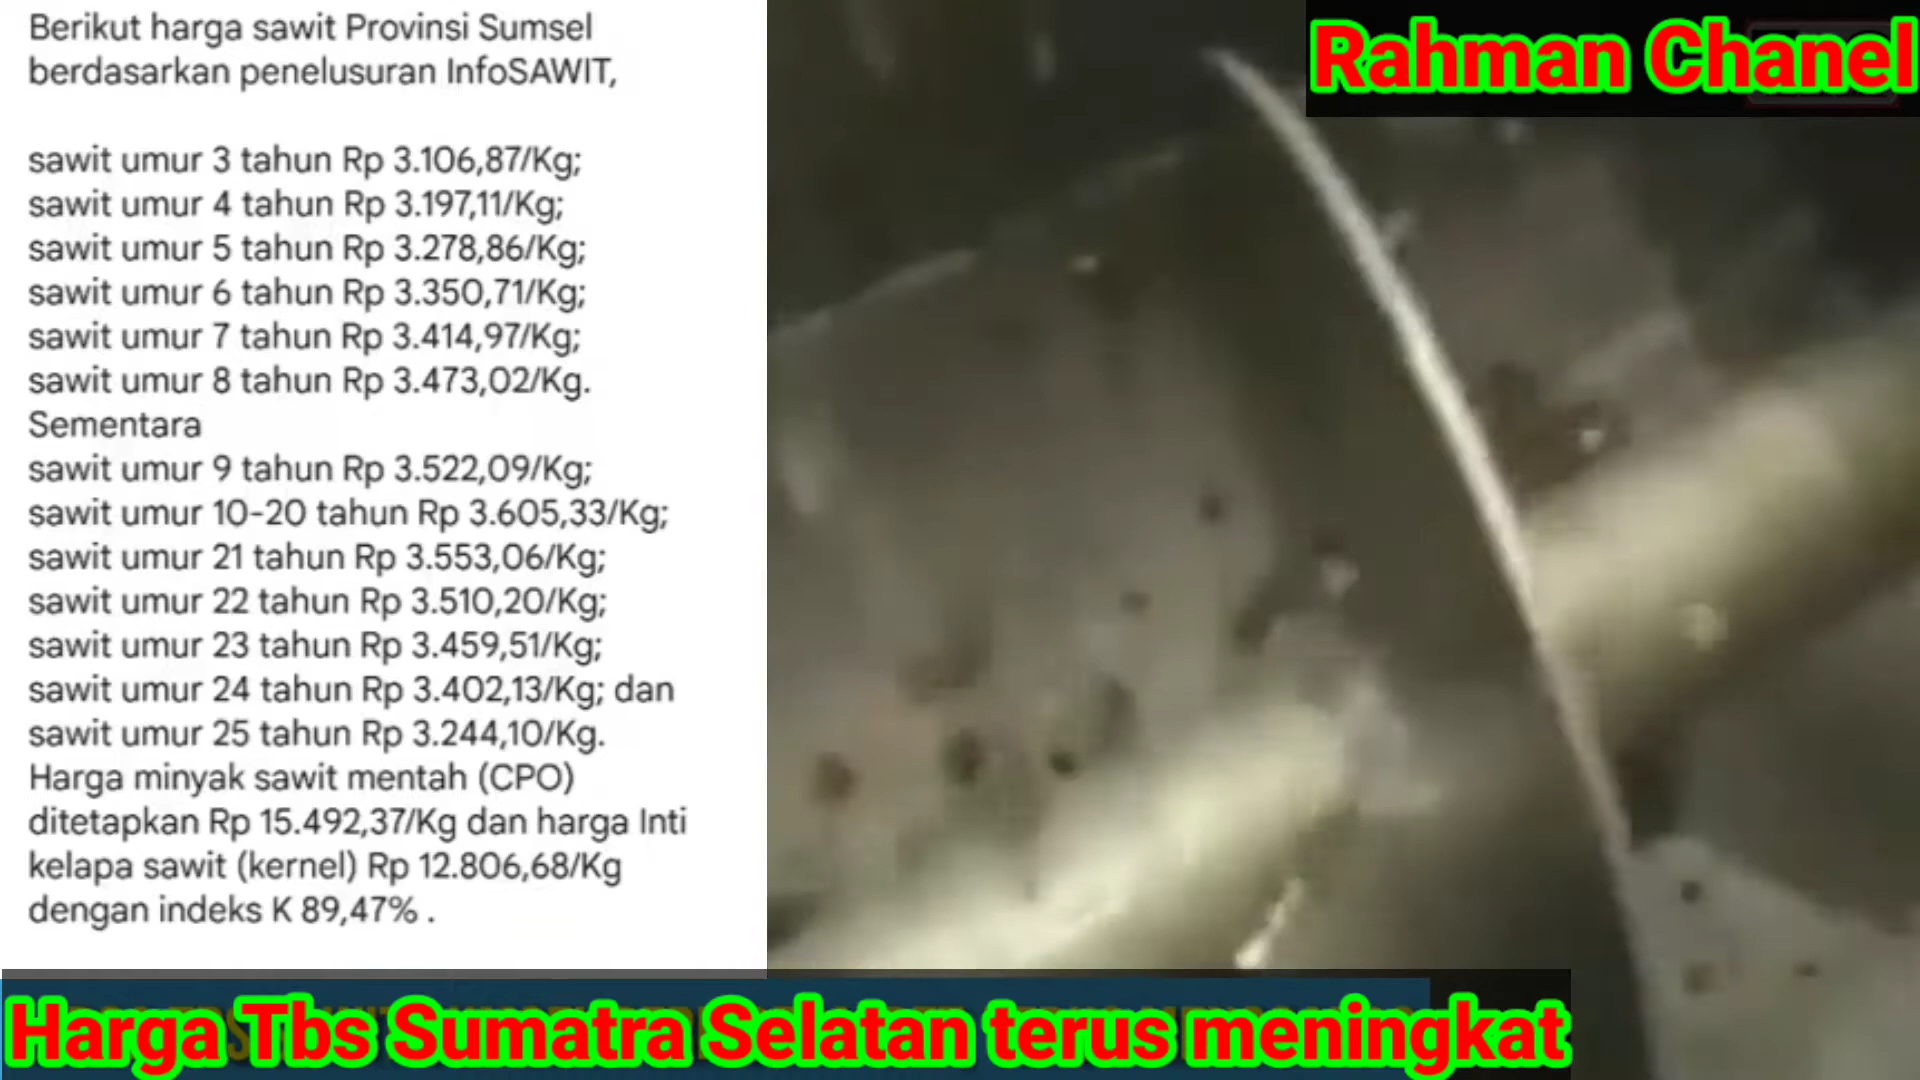 Berikut harga sawit Provinsi Sumsel
berdasarkan penelusuran InfoSAWIT,
sawit umur 3 tahun Rp 3.106,87/Kg;
sawit umur 4 tahun Rp 3.197,11/Kg;
sawit umur 5 tahun Rp 3.278,86/Kg;
sawit umur 6 tahun Rp 3.350,71/Kg;
sawit umur 7 tahun Rp 3.414,97/Kg;
sawit umur 8 tahun Rp 3.473,02/Kg.
Sementara
sawit umur 9 tahun Rp 3.522,09/Kg;
sawit umur 10-20 tahun Rp 3.605,33/Kg;
sawit umur 21 tahun Rp 3.553,06/Kg;
sawit umur 22 tahun Rp 3.510,20/Kg;
sawit umur 23 tahun Rp 3.459,51/Kg;
sawit umur 24 tahun Rp 3.402,13/Kg; dan
sawit umur 25 tahun Rp 3.244,10/Kg.
Harga minyak sawit mentah (CPO)
ditetapkan Rp 15.492,37/Kg dan harga Inti
kelapa sawit (kernel) Rp 12.806,68/Kg
dengan indeks K 89,47% .
Rahman Chanel
Harga Tbs Sumatra Selatan terus meningkat